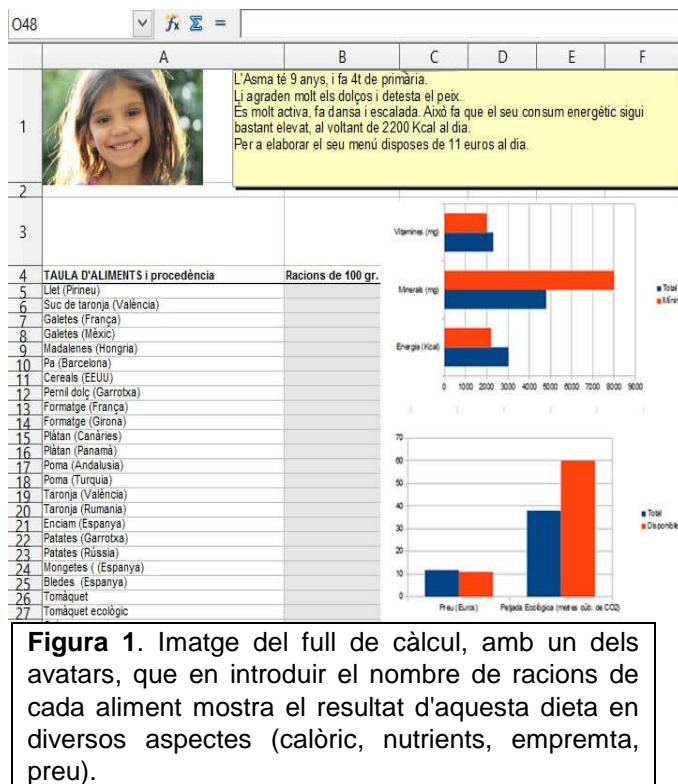 O48
A B C D E F
1
L'Asma té 9 anys, i fa 4t de primària.
Li agraden molt els dolços i detesta el peix.
És molt activa, fa dansa i escalada. Això fa que el seu consum energètic sigui
bastant elevat, al voltant de 2200 Kcal al dia.
Per a elaborar el seu menú disposes de 11 euros al dia.
2
3
4 TAULA D'ALIMENTS i procedència Racions de 100 gr.
5 Llet (Pirineu)
6 Suc de taronja (València)
7 Galetes (França)
8 Galetes (Mèxic)
9 Madalenes (Hongria)
10 Pa (Barcelona)
11 Cereals (EEUU)
12 Pernil dolç (Garrotxa)
13 Formatge (França)
14 Formatge (Girona)
15 Plàtan (Canàries)
16 Plàtan (Panamà)
17 Poma (Andalusia)
18 Poma (Turquia)
19 Taronja (València)
20 Taronja (Rumania)
21 Enciam (Espanya)
22 Patates (Garrotxa)
23 Patates (Rússia)
24 Mongetes ( (Espanya)
25 Bledes (Espanya)
26 Tomàquet
27 Tomàquet ecològic
Vitamines (mg)
Minerals (mg)
Energia (Kcal)
0 1000 2000 3000 4000 5000 6000 7000 8000 9000
Total
Mínim
70
60
50
40
30
20
10
0
Preu (Euros) Petjada Ecològica (metres cúb. de CO2)
Total
Disponible
Figura 1. Imatge del full de càlcul, amb un dels
avatars, que en introduir el nombre de racions de
cada aliment mostra el resultat d'aquesta dieta en
diversos aspectes (calòric, nutrients, empremta,
preu).